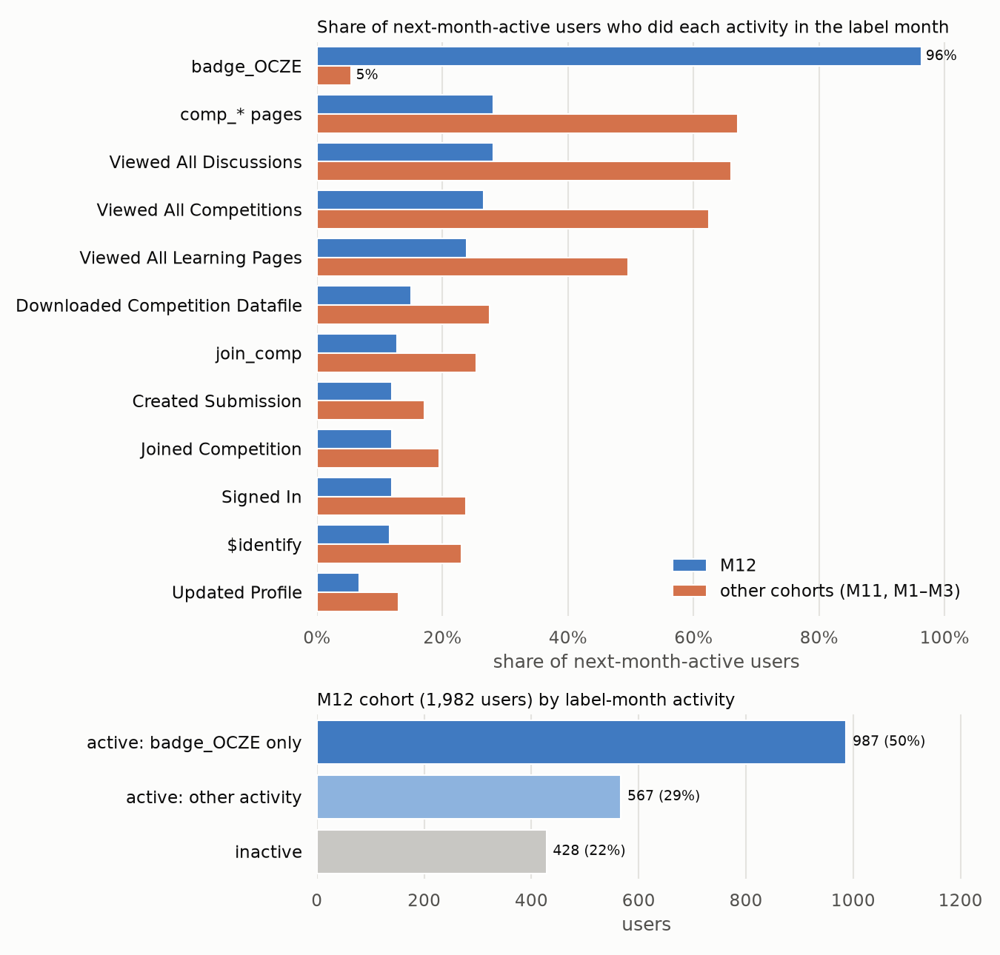 Share of next-month-active users who did each activity in the label month
badge_OCZE
96%
5%
comp_* pages
Viewed All Discussions
Viewed All Competitions
Viewed All Learning Pages
Downloaded Competition Datafile
join_comp
Created Submission
Joined Competition
Signed In
$identify
Updated Profile
M12
other cohorts (M11, M1–M3)
0% 20% 40% 60% 80% 100%
share of next-month-active users
M12 cohort (1,982 users) by label-month activity
active: badge_OCZE only
987 (50%)
active: other activity
567 (29%)
inactive
428 (22%)
0 200 400 600 800 1000 1200
users